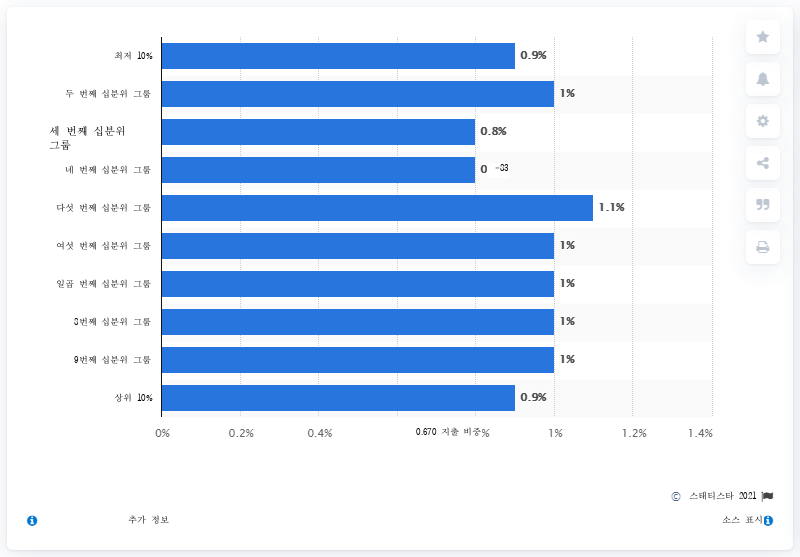 최저 10%
0.9%
두 번째 십분위 그룹
1%
세 번째 십분위
그룹
0.8%
네 번째 십분위 그룹
0 -83
다섯 번째 십분위 그룹
1.1%
여섯 번째 십분위 그룹
1%
일곱 번째 십분위 그룹
1%
8번째 십분위 그룹
1%
9번째 십분위 그룹
1%
상위 10%
0.9%
0% 0.2% 0.4% 0.670 지출 비중% 1% 1.2% 1.4%
© 스태티스타 2021
추가 정보 소스 표시